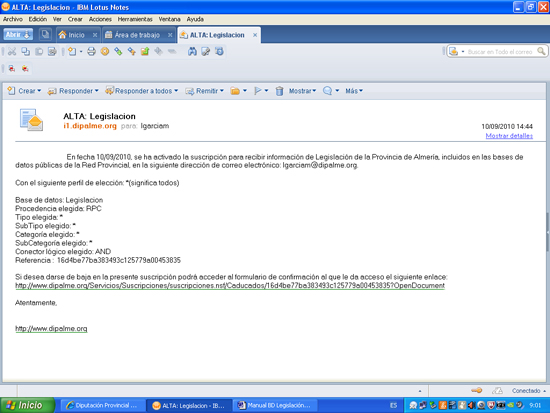 ALTA: Legislacion - IBM Lotus Notes
Archivo Edición Ver Crear Acciones Herramientas Ventana Ayuda
Abrir Inicio Área de trabajo ALTA: Legislacion
Buscar en Todo el correo
Crear Responder Responder a todos Remitir Mostrar Más
ALTA: Legislacion
i1.dipalme.org para: lgarciam
10/09/2010 14:44
Mostrar detalles
En fecha 10/09/2010, se ha activado la suscripción para recibir información de Legislación de la Provincia de Almería, incluidos en las bases de
datos públicas de la Red Provincial, en la siguiente dirección de correo electrónico: lgarciam@dipalme.org.
Con el siguiente perfil de elección: *(significa todos)
Base de datos: Legislacion
Procedencia elegida: RPC
Tipo elegida: *
SubTipo elegido: *
Categoría elegido: *
SubCategoría elegido: *
Conector lógico elegido: AND
Referencia : 16d4be77ba383493c125779a00453835
Si desea darse de baja en la presente suscripción podrá acceder al formulario de confirmación al que le da acceso el siguiente enlace:
http://www.dipalme.org/Servicios/Suscripciones/suscripciones.nsf/Caducados/16d4be77ba383493c125779a00453835?OpenDocument
Atentamente,
http://www.dipalme.org
Conectado
Inicio Diputación Provincial ... ALTA: Legislacion - IB... Manual BD Legislación... ES 9:01